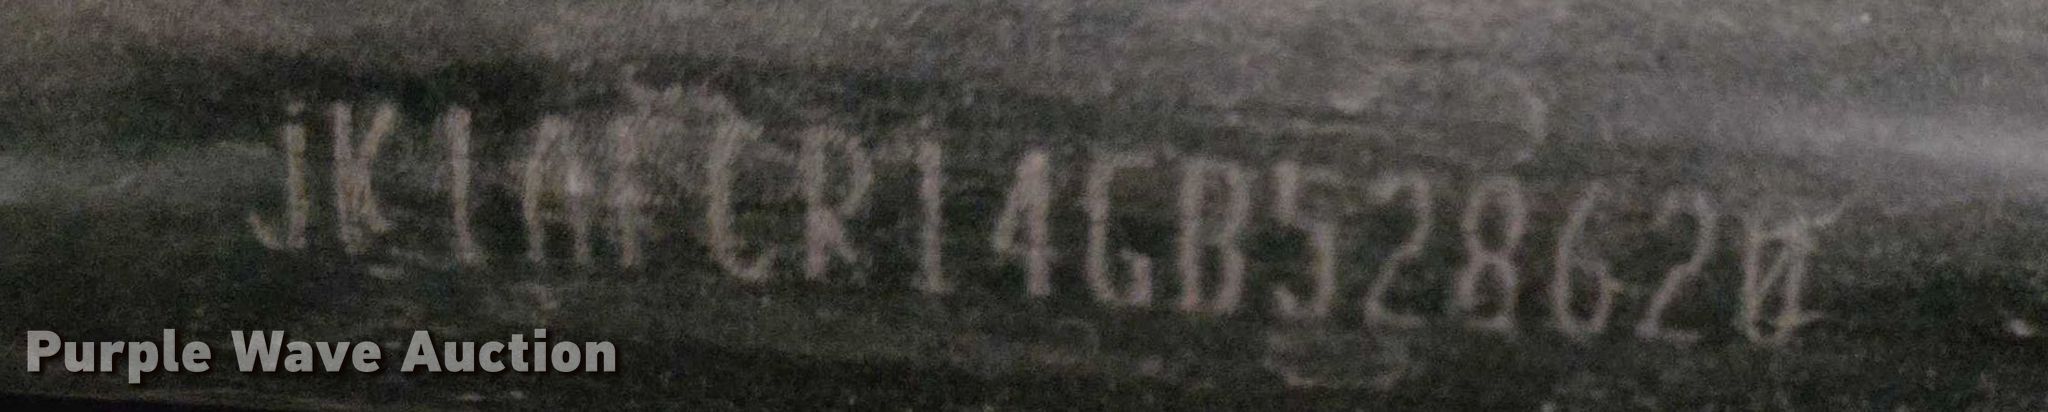 JK1AFCR14GB528620
Purple Wave Auction